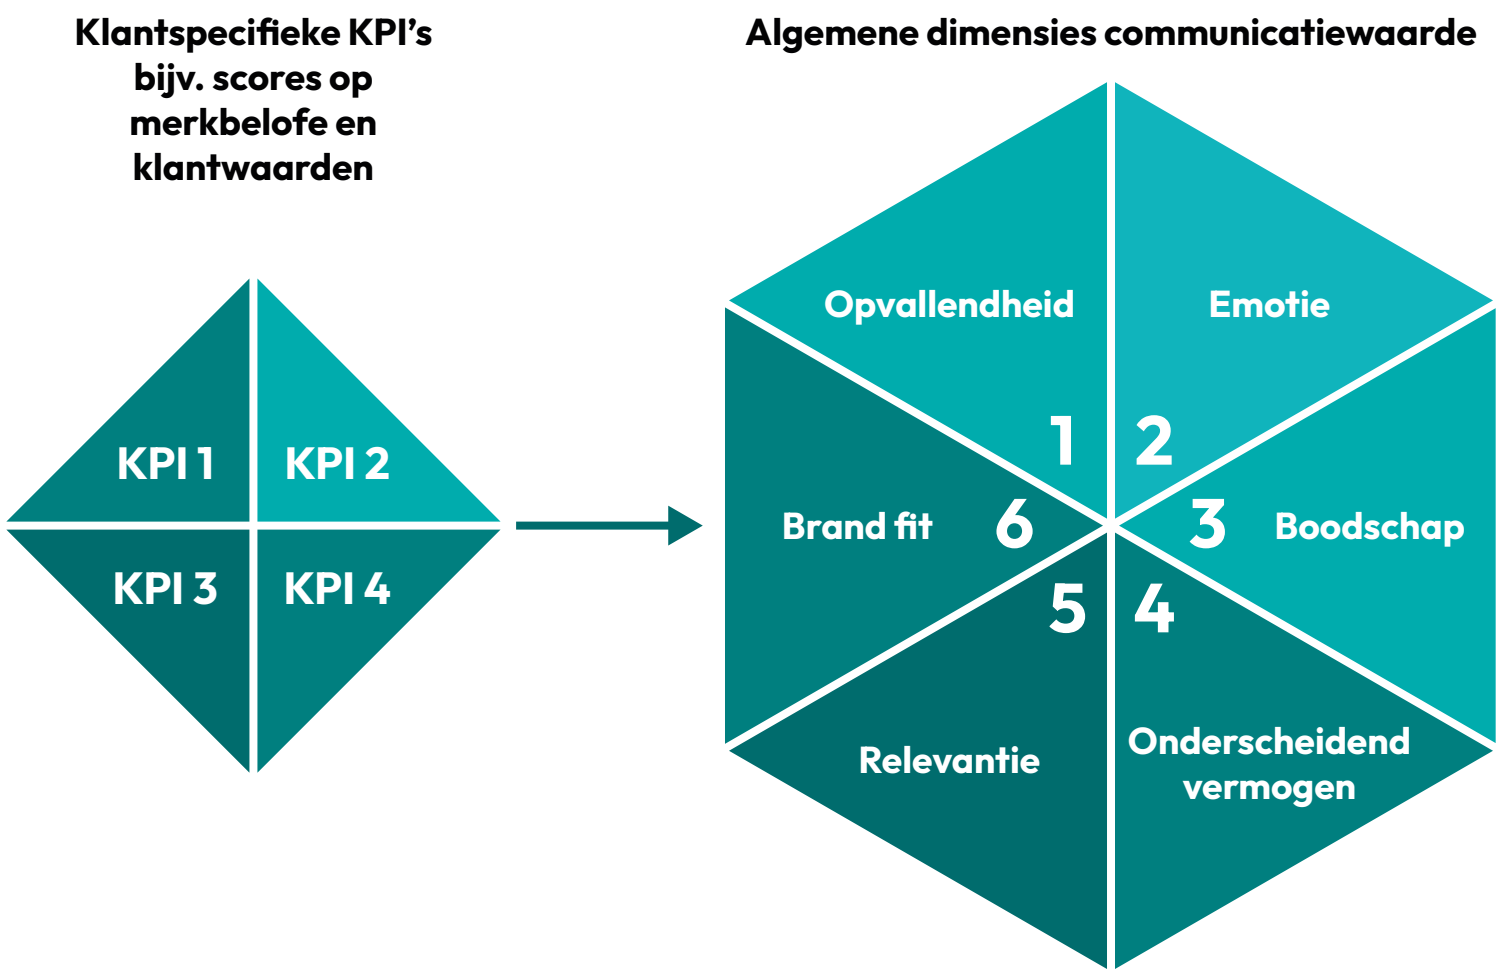 Klantspecifieke KPI’s
bijv. scores op
merkbelofe en
klantwaarden
KPI 1
KPI 2
KPI 3
KPI 4
Algemene dimensies communicatiewaarde
Opvallendheid
1
Emotie
2
3
Boodschap
4
Onderscheidend
vermogen
5
Relevantie
Brand fit
6